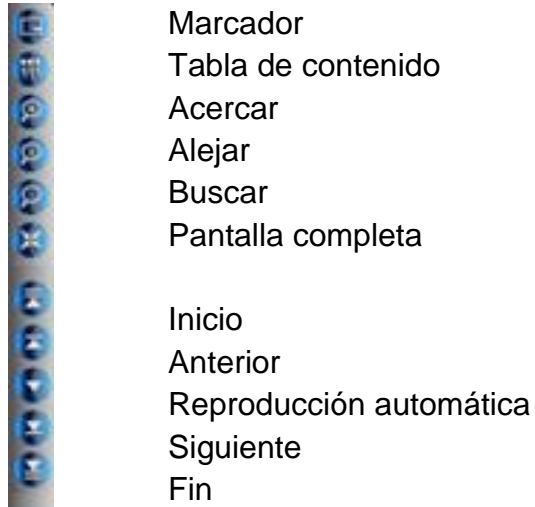 Marcador
Tabla de contenido
Acercar
Alejar
Buscar
Pantalla completa
Inicio
Anterior
Reproducción automática
Siguiente
Fin